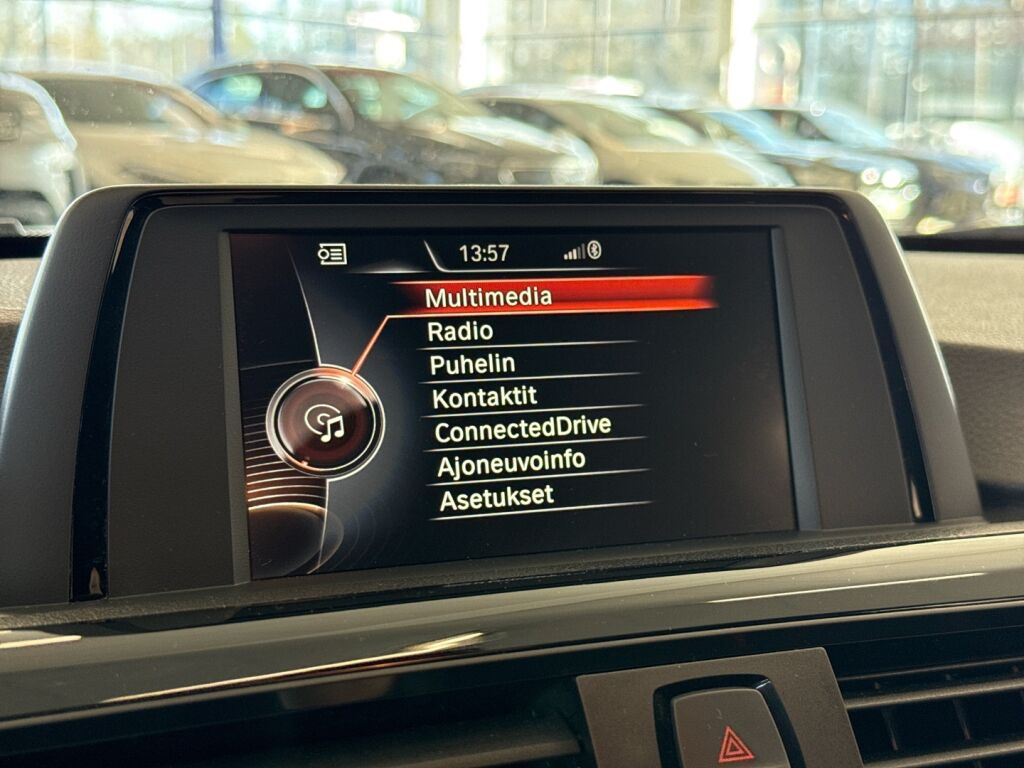 13:57
Multimedia
Radio
Puhelin
Kontaktit
ConnectedDrive
Ajoneuvoinfo
Asetukset